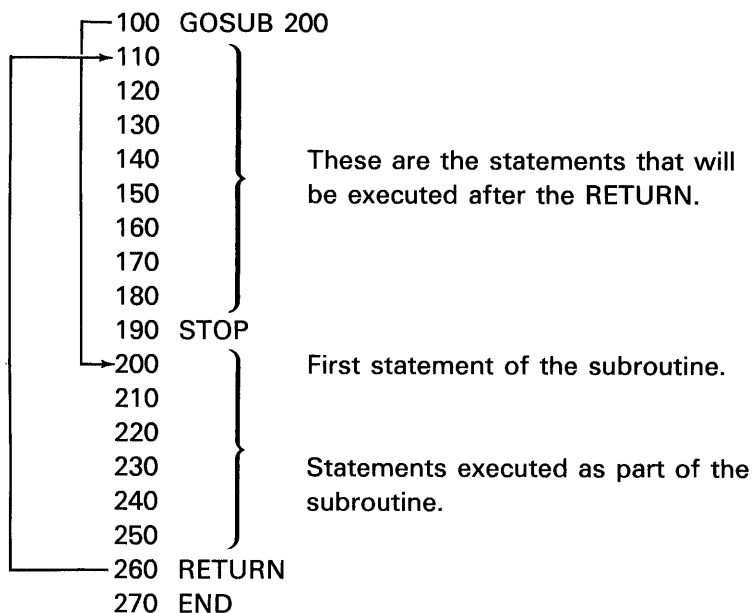 100 GOSUB 200
110
120
130
140 These are the statements that will
150 be executed after the RETURN.
160
170
180
190 STOP
200 First statement of the subroutine.
210
220
230 Statements executed as part of the
240 subroutine.
250
260 RETURN
270 END